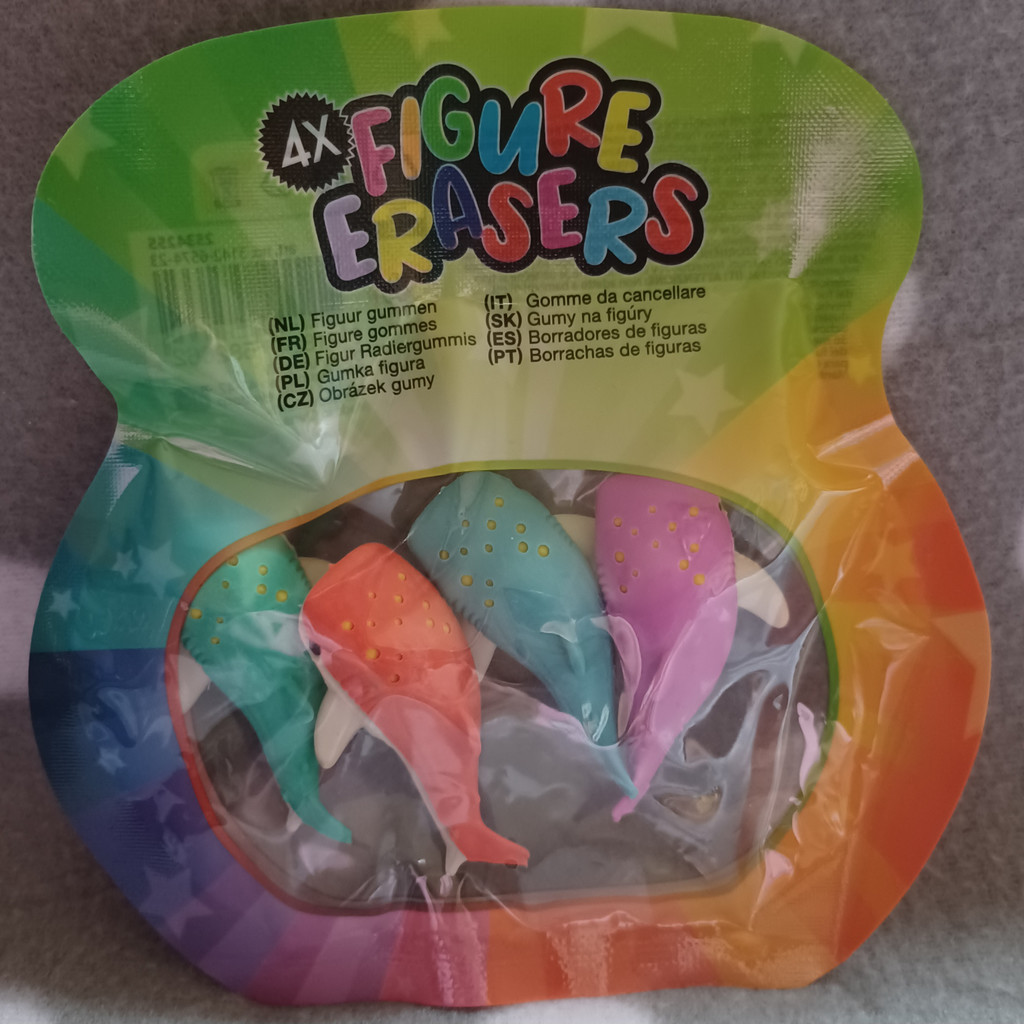 4X
FIGURE
ERASERS
(NL) Figuur gummen
(FR) Figure gommes
(DE) Figur Radiergummis
(PL) Gumka figura
(CZ) Obrázek gumy
(IT) Gomme da cancellare
(SK) Gumy na figúry
(ES) Borradores de figuras
(PT) Borrachas de figuras
2534255